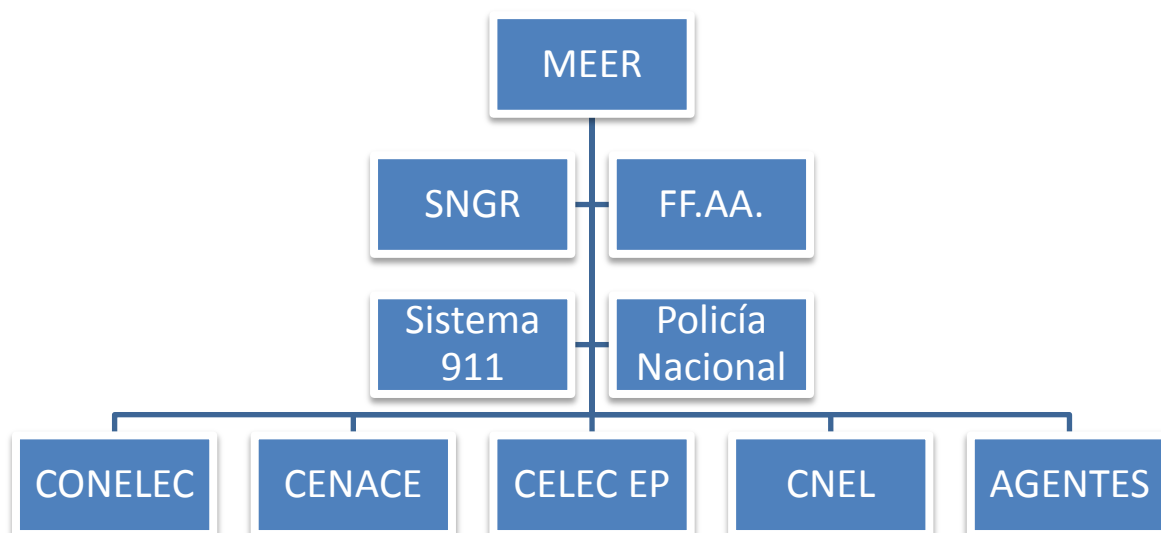 MEER
SNGR
FF.AA.
Sistema
911
Policía
Nacional
CONELEC
CENACE
CELEC EP
CNEL
AGENTES